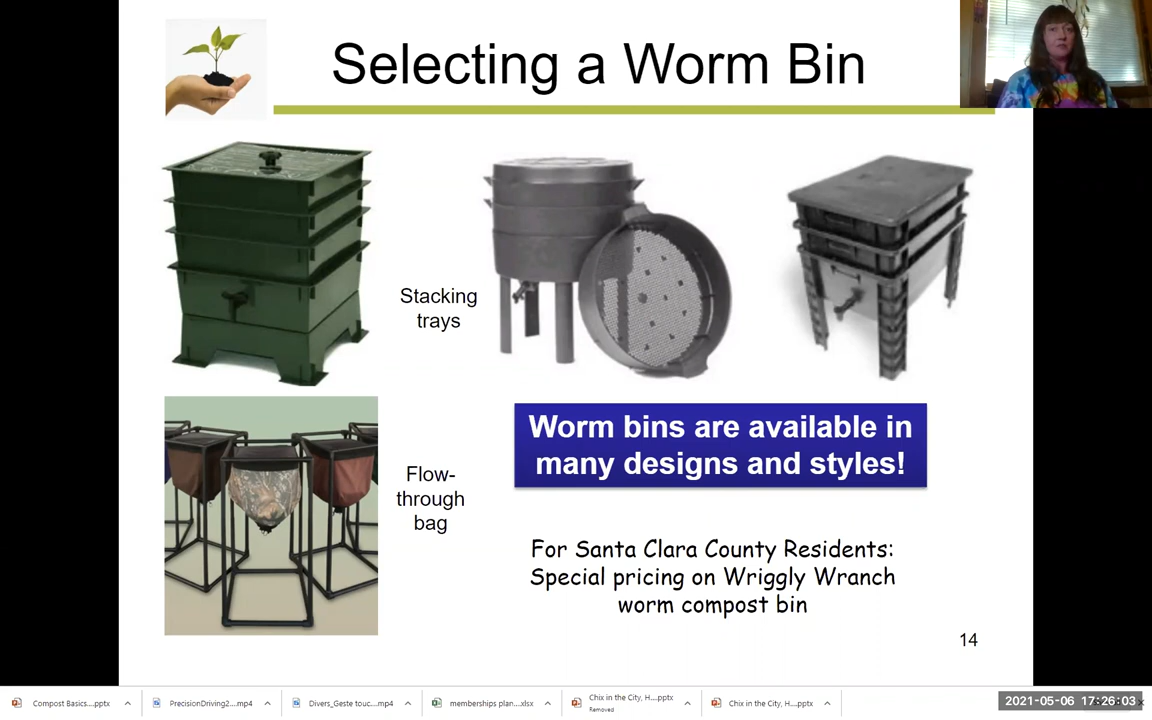 Selecting a Worm Bin
Stacking
trays
Worm bins are available in
many designs and styles!
Flow-
through
bag
For Santa Clara County Residents:
Special pricing on Wriggly Wranch
worm compost bin
14
Compost Basics....pptx
PrecisionDriving2....mp4
Divers_Geste touc....mp4
memberships plan....xlsx
Chix in the City, H....pptx
Removed
Chix in the City, H....pptx
2021-05-06 17:26:03